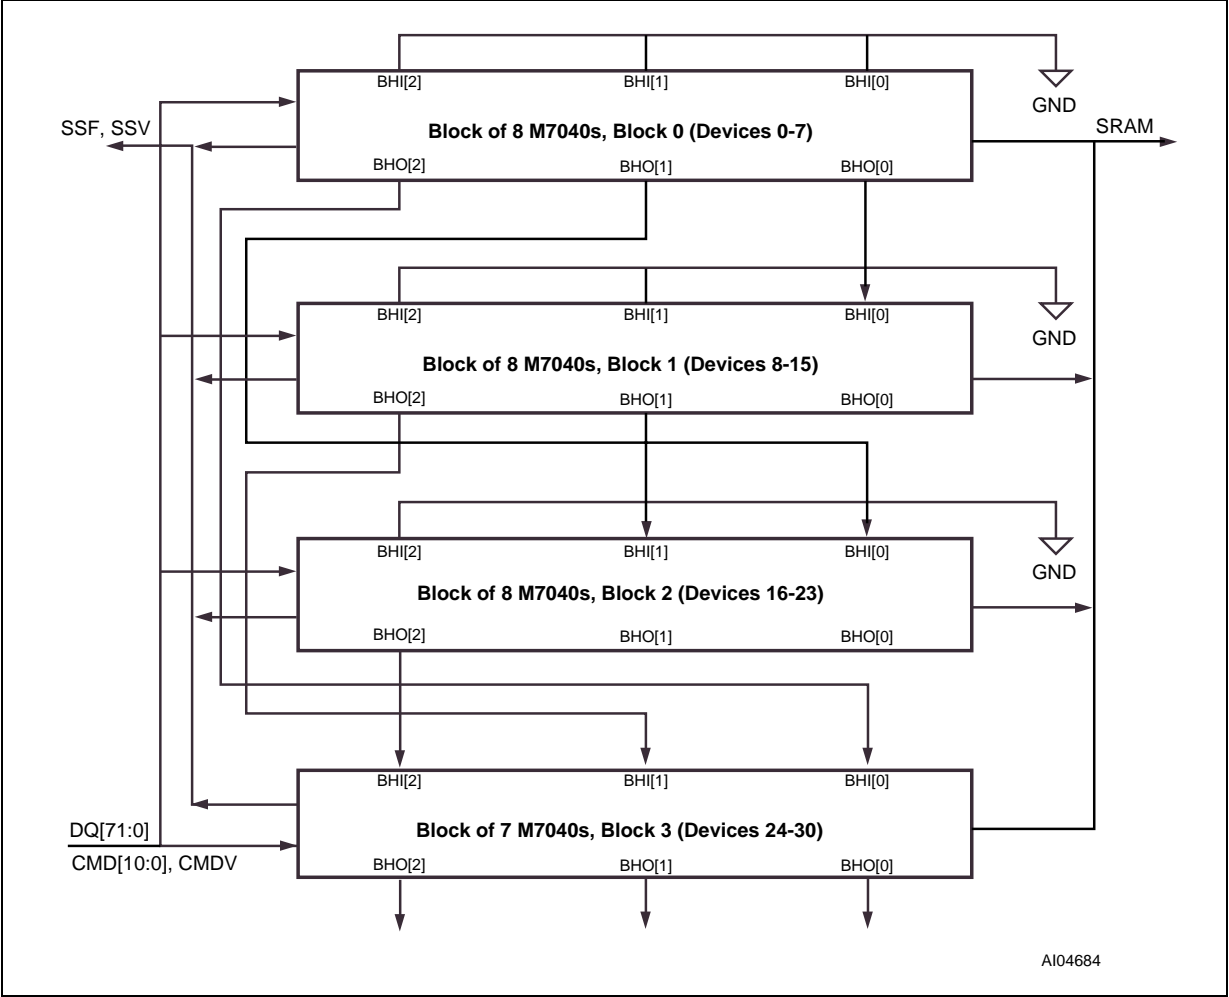 BHI[2] BHI[1] BHI[0]
GND
SSF, SSV
Block of 8 M7040s, Block 0 (Devices 0-7)
SRAM
BHO[2] BHO[1] BHO[0]
BHI[2] BHI[1] BHI[0]
GND
Block of 8 M7040s, Block 1 (Devices 8-15)
BHO[2] BHO[1] BHO[0]
BHI[2] BHI[1] BHI[0]
GND
Block of 8 M7040s, Block 2 (Devices 16-23)
BHO[2] BHO[1] BHO[0]
BHI[2] BHI[1] BHI[0]
DQ[71:0]
Block of 7 M7040s, Block 3 (Devices 24-30)
CMD[10:0], CMDV
BHO[2] BHO[1] BHO[0]
AI04684